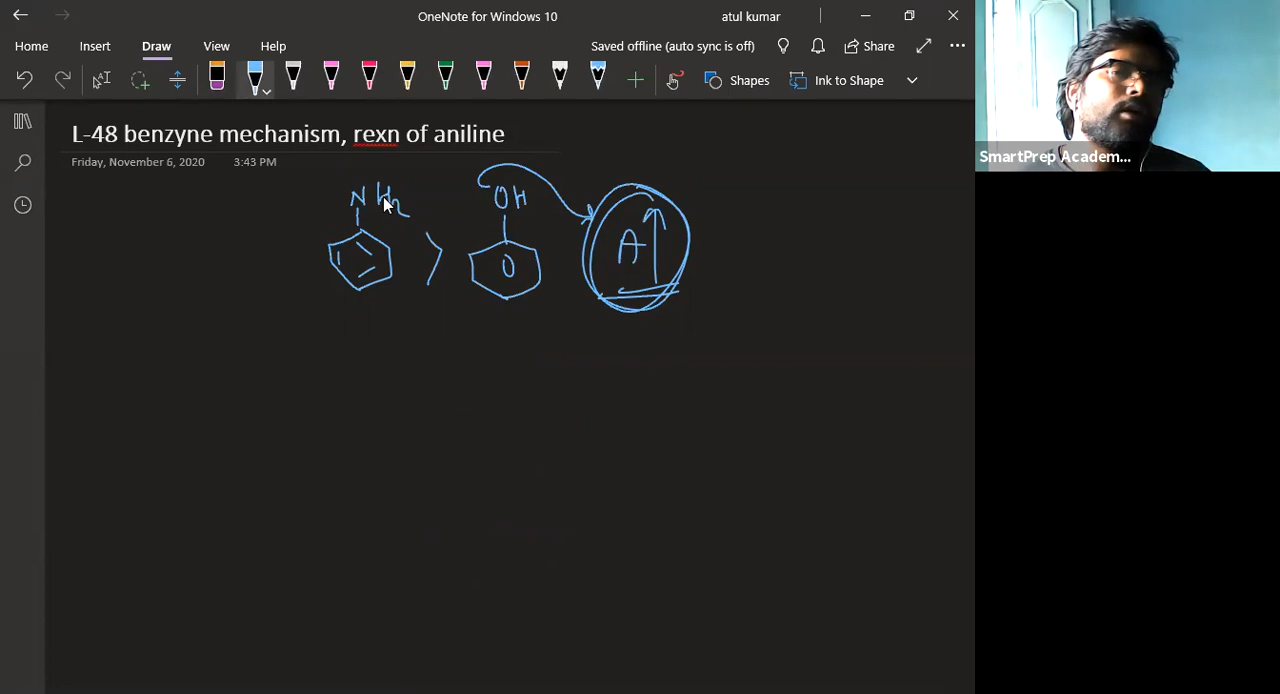 OneNote for Windows 10
atul kumar
Home Insert Draw View Help
Saved offline (auto sync is off)
Share
Shapes
Ink to Shape
L-48 benzyne mechanism, rexn of aniline
Friday, November 6, 2020 3:43 PM
NH2 > OH
A↑
SmartPrep Academ...